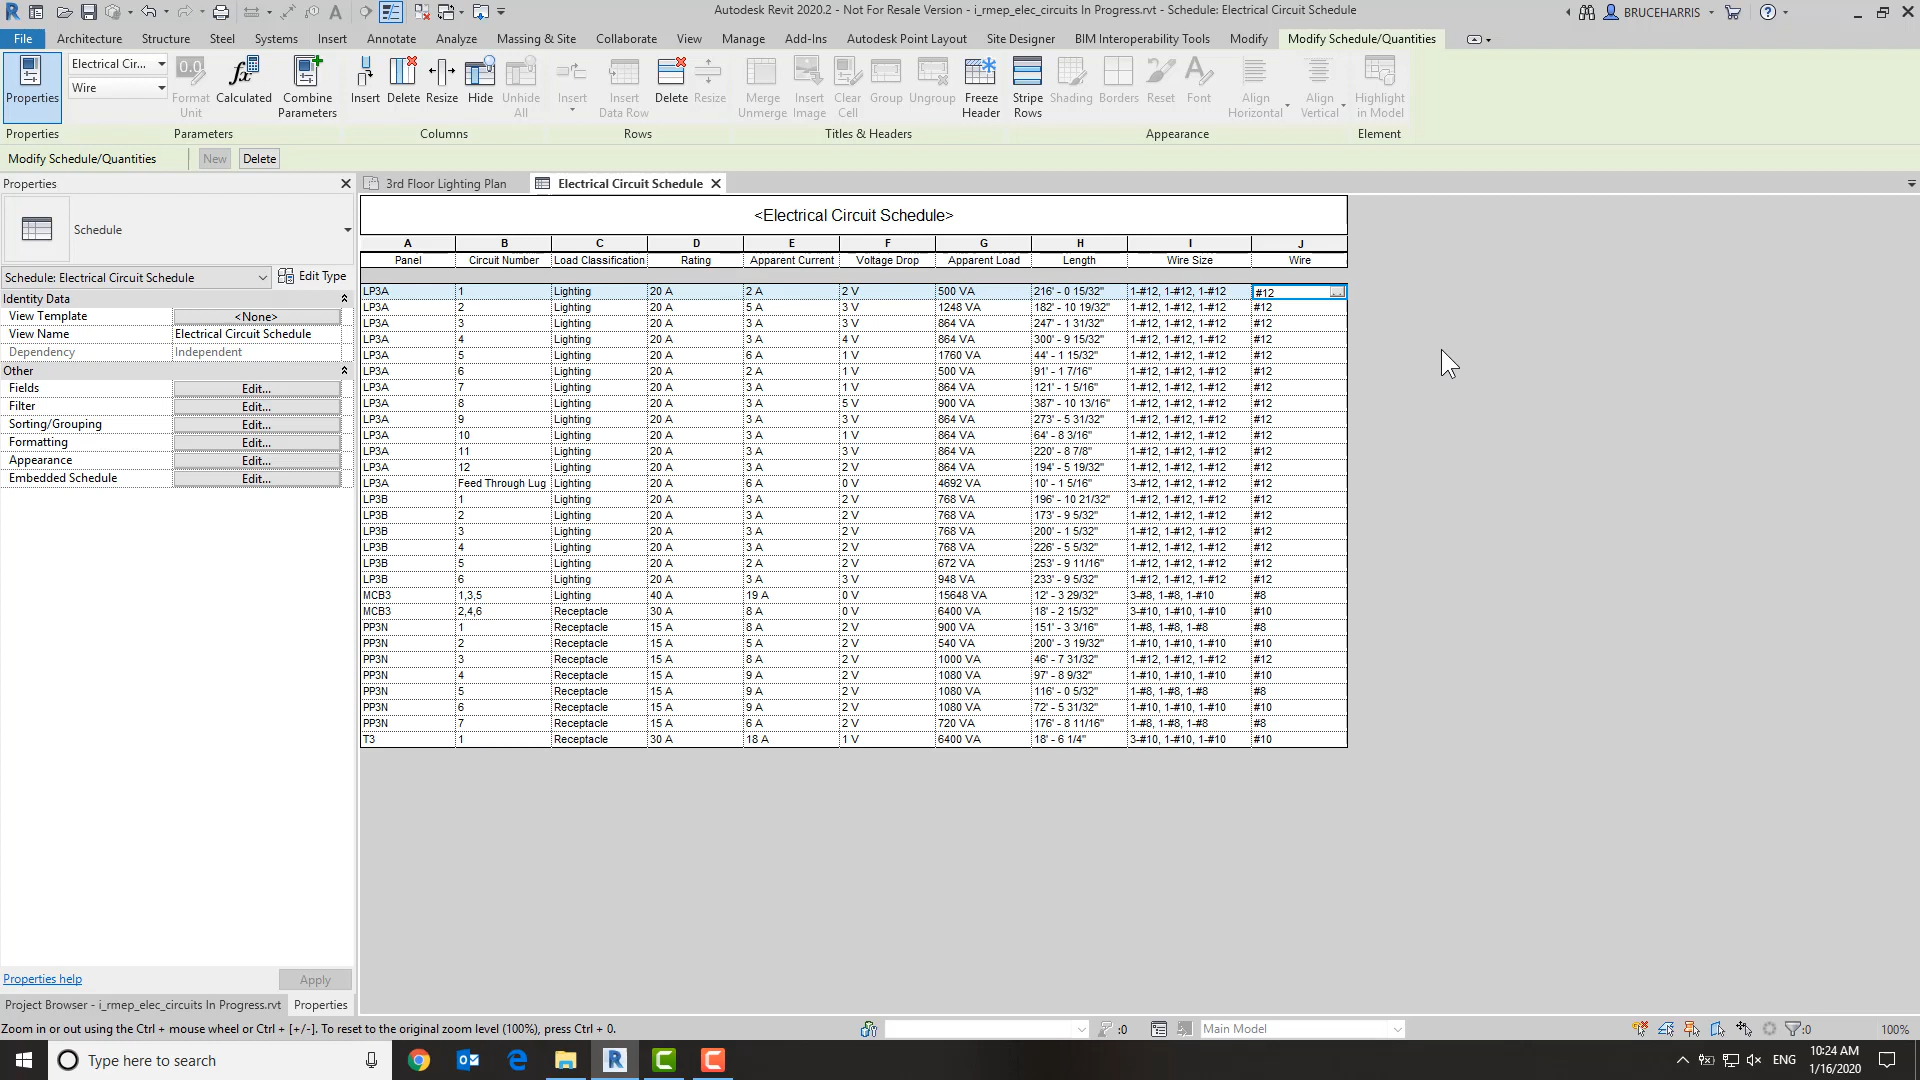 Autodesk Revit 2020.2 - Not For Resale Version - i_rmep_elec_circuits In Progress.rvt - Schedule: Electrical Circuit Schedule
BRUCEHARRIS
File Architecture Structure Steel Systems Insert Annotate Analyze Massing & Site Collaborate View Manage Add-Ins Autodesk Point Layout Site Designer BIM Interoperability Tools Modify Modify Schedule/Quantities
Electrical Cir...
Wire
Properties
Format Unit
Calculated
Combine Parameters
Insert
Delete
Resize
Hide
Unhide All
Insert
Insert Data Row
Delete
Resize
Merge Unmerge
Insert Image
Clear Cell
Group
Ungroup
Freeze Header
Stripe Rows
Shading
Borders
Reset
Font
Align Horizontal
Align Vertical
Highlight in Model
Properties Parameters Columns Rows Titles & Headers Appearance Element
Modify Schedule/Quantities New Delete
Properties
3rd Floor Lighting Plan
Electrical Circuit Schedule
Schedule
Schedule: Electrical Circuit Schedule
Edit Type
Identity Data
View Template <None>
View Name Electrical Circuit Schedule
Dependency Independent
Other
Fields Edit...
Filter Edit...
Sorting/Grouping Edit...
Formatting Edit...
Appearance Edit...
Embedded Schedule Edit...
<Electrical Circuit Schedule>
A B C D E F G H I J
Panel Circuit Number Load Classification Rating Apparent Current Voltage Drop Apparent Load Length Wire Size Wire
LP3A 1 Lighting 20 A 2 A 2 V 500 VA 216' - 0 15/32" 1-#12, 1-#12, 1-#12 #12 ...
LP3A 2 Lighting 20 A 5 A 3 V 1248 VA 182' - 10 19/32" 1-#12, 1-#12, 1-#12 #12
LP3A 3 Lighting 20 A 3 A 3 V 864 VA 247' - 1 31/32" 1-#12, 1-#12, 1-#12 #12
LP3A 4 Lighting 20 A 3 A 4 V 864 VA 300' - 9 15/32" 1-#12, 1-#12, 1-#12 #12
LP3A 5 Lighting 20 A 6 A 1 V 1760 VA 44' - 1 15/32" 1-#12, 1-#12, 1-#12 #12
LP3A 6 Lighting 20 A 2 A 1 V 500 VA 91' - 1 7/16" 1-#12, 1-#12, 1-#12 #12
LP3A 7 Lighting 20 A 3 A 1 V 864 VA 121' - 1 5/16" 1-#12, 1-#12, 1-#12 #12
LP3A 8 Lighting 20 A 3 A 5 V 900 VA 387' - 10 13/16" 1-#12, 1-#12, 1-#12 #12
LP3A 9 Lighting 20 A 3 A 3 V 864 VA 273' - 5 31/32" 1-#12, 1-#12, 1-#12 #12
LP3A 10 Lighting 20 A 3 A 1 V 864 VA 64' - 8 3/16" 1-#12, 1-#12, 1-#12 #12
LP3A 11 Lighting 20 A 3 A 3 V 864 VA 220' - 8 7/8" 1-#12, 1-#12, 1-#12 #12
LP3A 12 Lighting 20 A 3 A 2 V 864 VA 194' - 5 19/32" 1-#12, 1-#12, 1-#12 #12
LP3A Feed Through Lug Lighting 20 A 6 A 0 V 4692 VA 10' - 1 5/16" 3-#12, 1-#12, 1-#12 #12
LP3B 1 Lighting 20 A 3 A 2 V 768 VA 196' - 10 21/32" 1-#12, 1-#12, 1-#12 #12
LP3B 2 Lighting 20 A 3 A 2 V 768 VA 173' - 9 5/32" 1-#12, 1-#12, 1-#12 #12
LP3B 3 Lighting 20 A 3 A 2 V 768 VA 200' - 1 5/32" 1-#12, 1-#12, 1-#12 #12
LP3B 4 Lighting 20 A 3 A 2 V 768 VA 226' - 5 5/32" 1-#12, 1-#12, 1-#12 #12
LP3B 5 Lighting 20 A 2 A 2 V 672 VA 253' - 9 11/16" 1-#12, 1-#12, 1-#12 #12
LP3B 6 Lighting 20 A 3 A 3 V 948 VA 233' - 9 5/32" 1-#12, 1-#12, 1-#12 #12
MCB3 1,3,5 Lighting 40 A 19 A 0 V 15648 VA 12' - 3 29/32" 3-#8, 1-#8, 1-#10 #8
MCB3 2,4,6 Receptacle 30 A 8 A 0 V 6400 VA 18' - 2 15/32" 3-#10, 1-#10, 1-#10 #10
PP3N 1 Receptacle 15 A 8 A 2 V 900 VA 151' - 3 3/16" 1-#8, 1-#8, 1-#8 #8
PP3N 2 Receptacle 15 A 5 A 2 V 540 VA 200' - 3 19/32" 1-#10, 1-#10, 1-#10 #10
PP3N 3 Receptacle 15 A 8 A 2 V 1000 VA 46' - 7 31/32" 1-#12, 1-#12, 1-#12 #12
PP3N 4 Receptacle 15 A 9 A 2 V 1080 VA 97' - 8 9/32" 1-#10, 1-#10, 1-#10 #10
PP3N 5 Receptacle 15 A 9 A 2 V 1080 VA 116' - 0 5/32" 1-#8, 1-#8, 1-#8 #8
PP3N 6 Receptacle 15 A 9 A 2 V 1080 VA 72' - 5 31/32" 1-#10, 1-#10, 1-#10 #10
PP3N 7 Receptacle 15 A 6 A 2 V 720 VA 176' - 8 11/16" 1-#8, 1-#8, 1-#8 #8
T3 1 Receptacle 30 A 18 A 1 V 6400 VA 18' - 6 1/4" 3-#10, 1-#10, 1-#10 #10
Properties help Apply
Project Browser - i_rmep_elec_circuits In Progress.rvt Properties
Zoom in or out using the Ctrl + mouse wheel or Ctrl + [+/-]. To reset to the original zoom level (100%), press Ctrl + 0.
:0 Main Model :0 100%
Type here to search
ENG
10:24 AM
1/16/2020